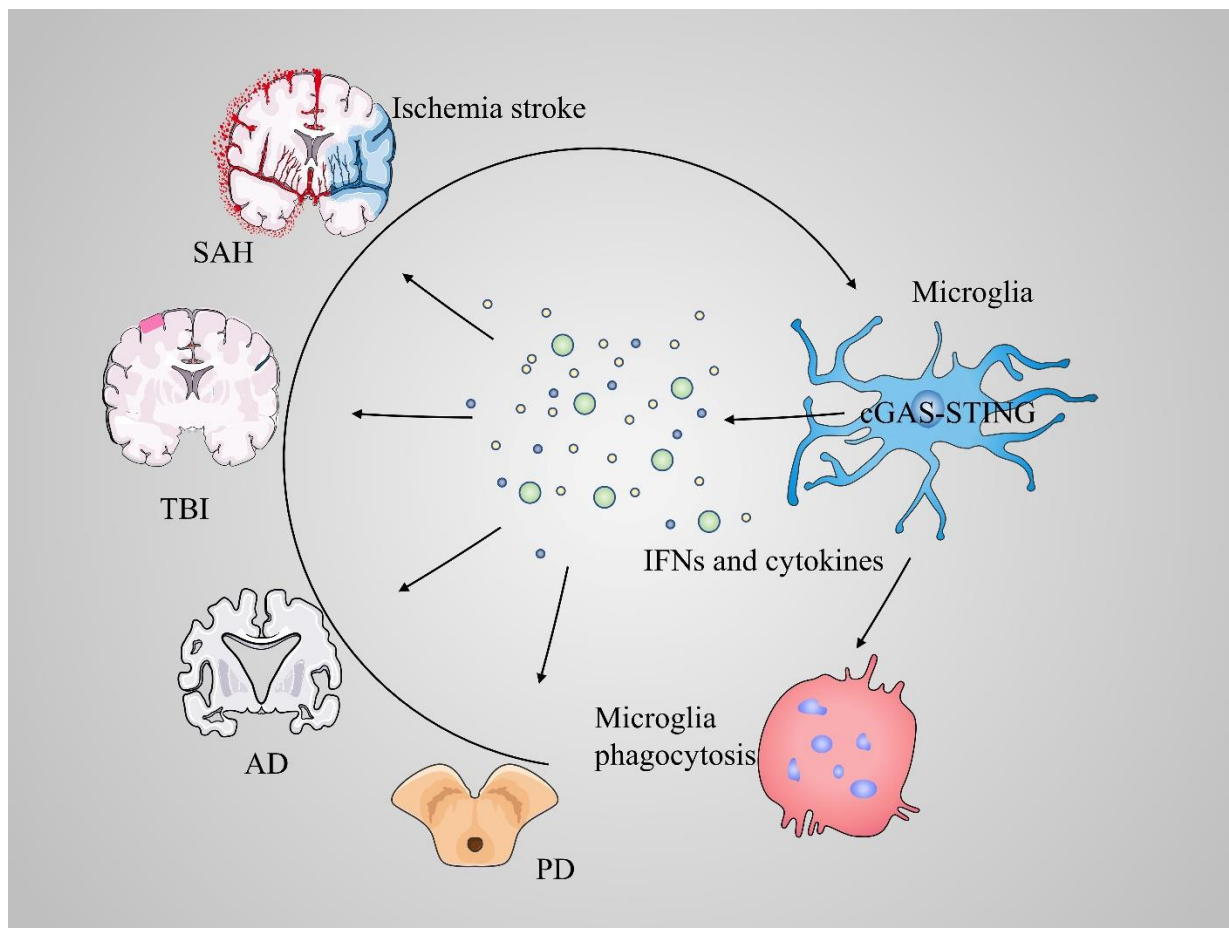 Ischemia stroke
SAH
Microglia
cGAS-STING
TBI
IFNs and cytokines
Microglia
phagocytosis
AD
PD